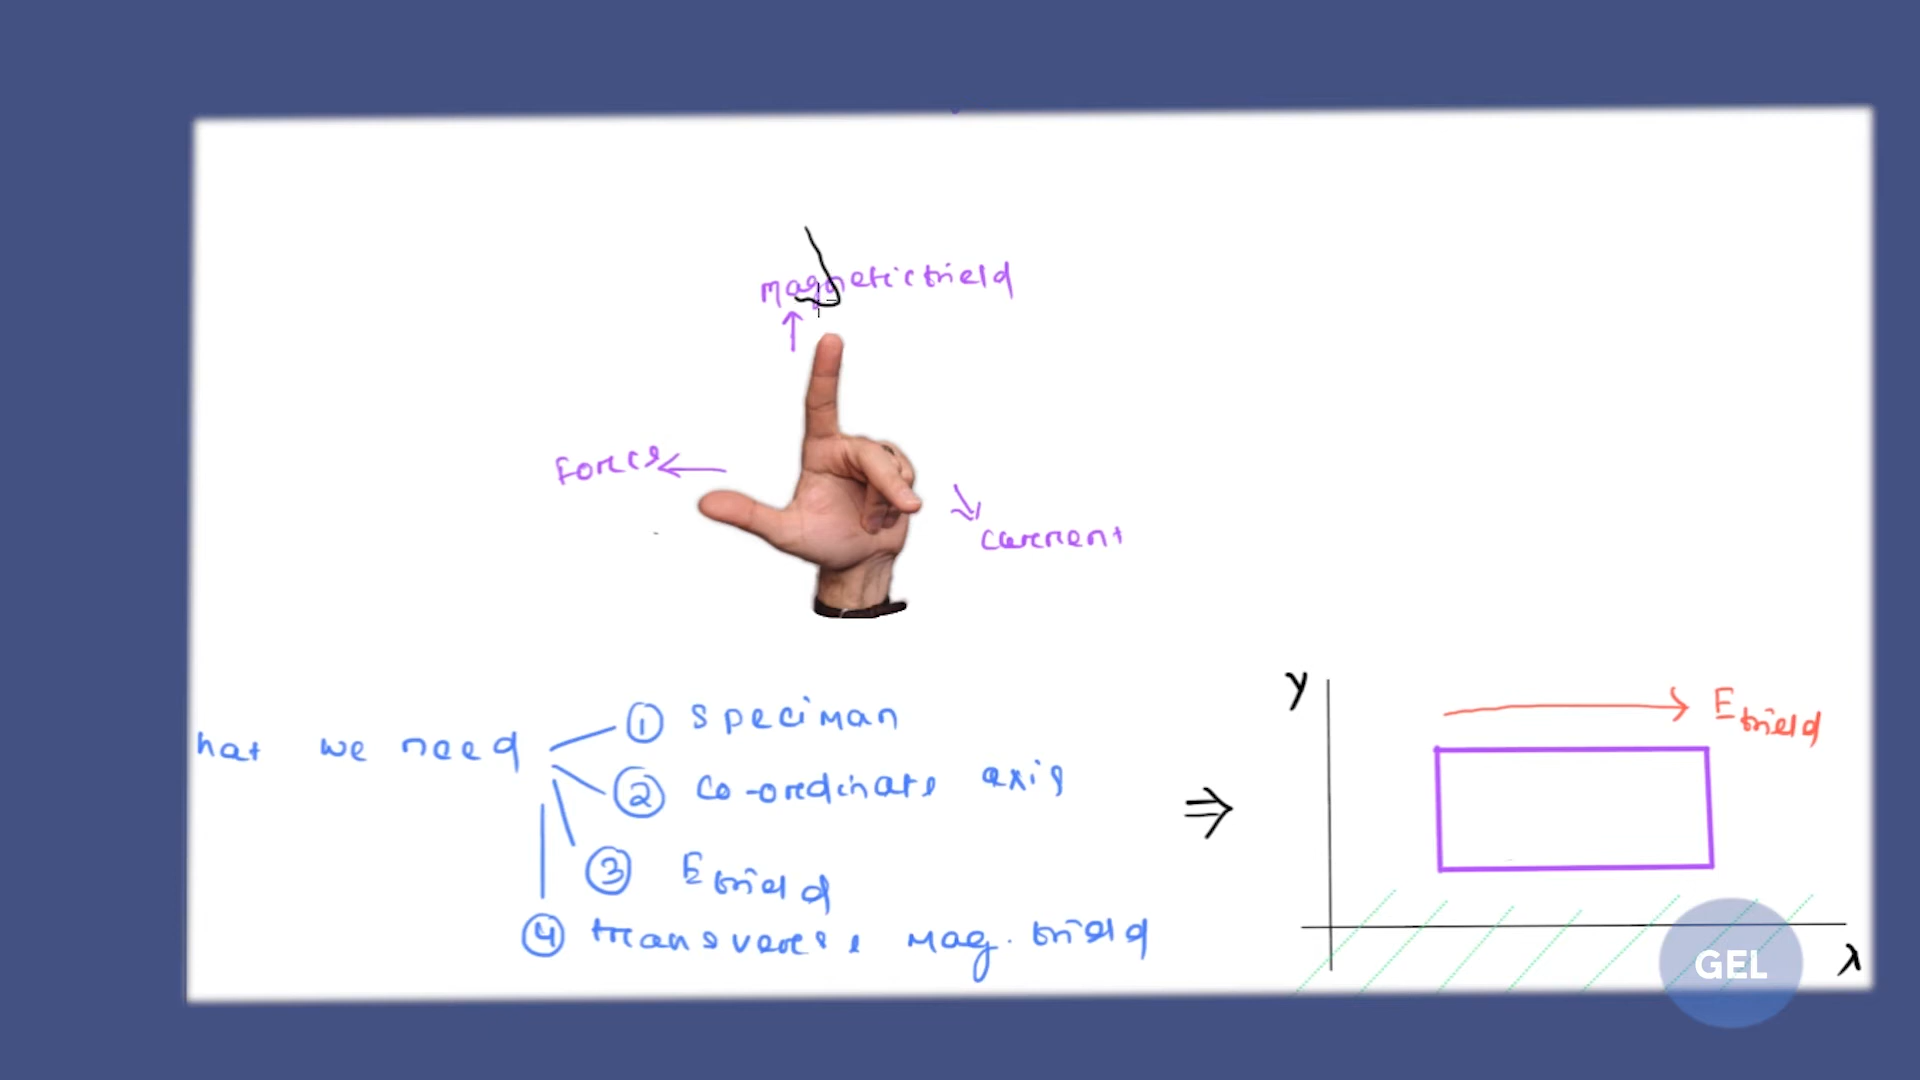 magnetic field
Force
current
hat we need
① speciman
② co-ordinate axis
③ E field
④ transverse mag. field
⇒
Y
E field
x
GEL